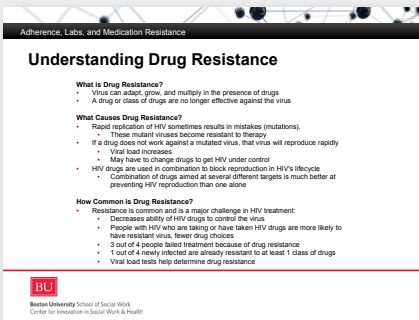 Adherence, Labs, and Medication Resistance
Understanding Drug Resistance
What is Drug Resistance?
• Virus can adapt, grow, and multiply in the presence of drugs
• A drug or class of drugs are no longer effective against the virus
What Causes Drug Resistance?
• Rapid replication of HIV sometimes results in mistakes (mutations).
• These mutant viruses become resistant to therapy
• If a drug does not work against a mutated virus, that virus will reproduce rapidly
• Viral load increases
• May have to change drugs to get HIV under control
• HIV drugs are used in combination to block reproduction in HIV's lifecycle
• Combination of drugs aimed at several different targets is much better at
preventing HIV reproduction than one alone
How Common is Drug Resistance?
• Resistance is common and is a major challenge in HIV treatment:
• Decreases ability of HIV drugs to control the virus
• People with HIV who are taking or have taken HIV drugs are more likely to
have resistant virus, fewer drug choices
• 3 out of 4 people failed treatment because of drug resistance
• 1 out of 4 newly infected are already resistant to at least 1 class of drugs
• Viral load tests help determine drug resistance
BU
Boston University School of Social Work
Center for Innovation in Social Work & Health